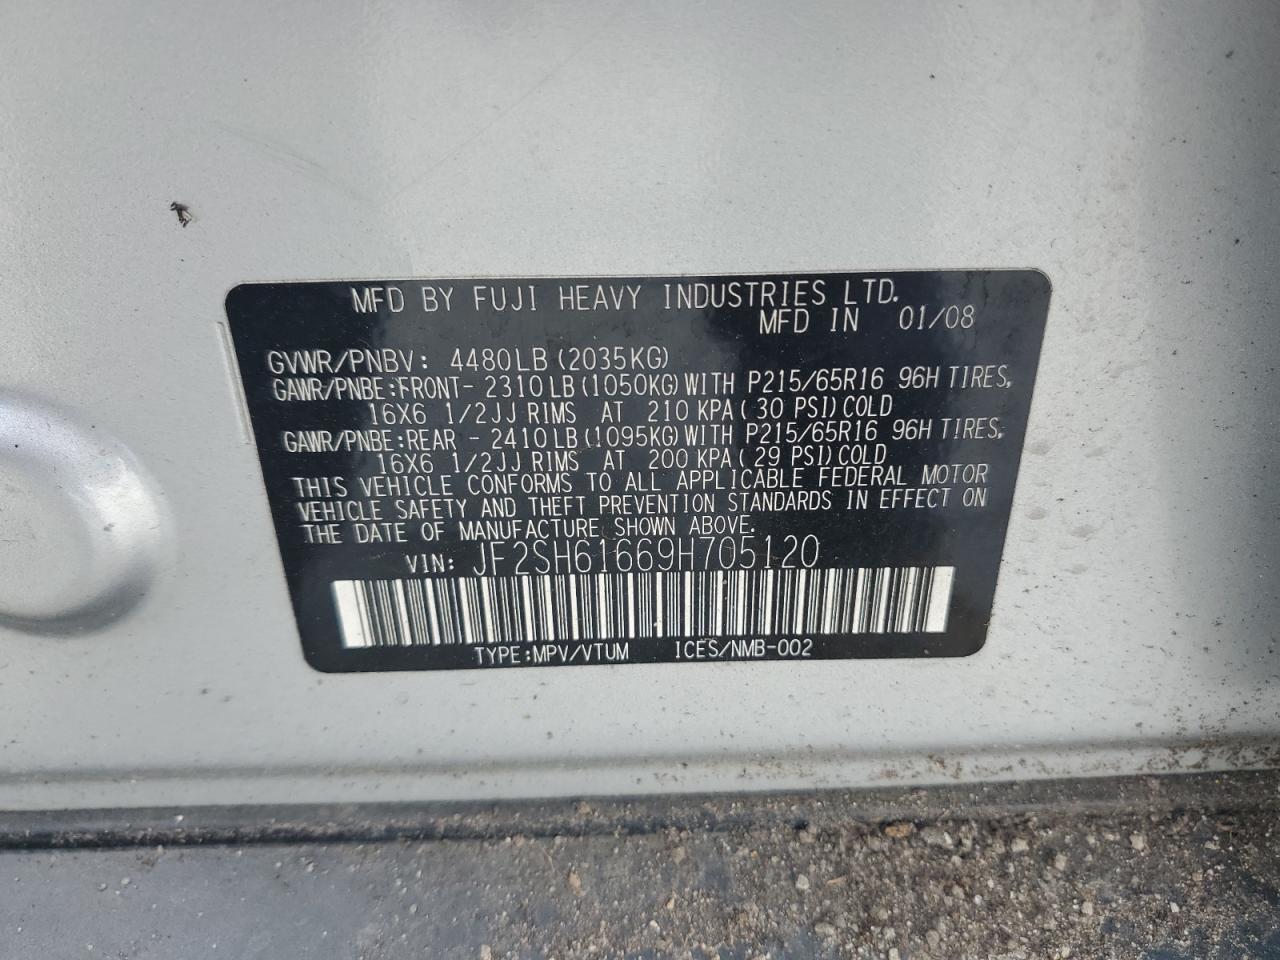 MFD BY FUJI HEAVY INDUSTRIES LTD.
MFD IN 01/08
GVWR/PNBV: 4480LB (2035KG)
GAWR/PNBE:FRONT- 2310LB(1050KG)WITH P215/65R16 96H TIRES,
16X6 1/2JJ RIMS AT 210 KPA( 30 PSI)COLD
GAWR/PNBE:REAR - 2410LB(1095KG)WITH P215/65R16 96H TIRES,
16X6 1/2JJ RIMS AT 200 KPA( 29 PSI)COLD
THIS VEHICLE CONFORMS TO ALL APPLICABLE FEDERAL MOTOR
VEHICLE SAFETY AND THEFT PREVENTION STANDARDS IN EFFECT ON
THE DATE OF MANUFACTURE SHOWN ABOVE.
VIN: JF2SH61669H705120
TYPE:MPV/VTUM ICES/NMB-002